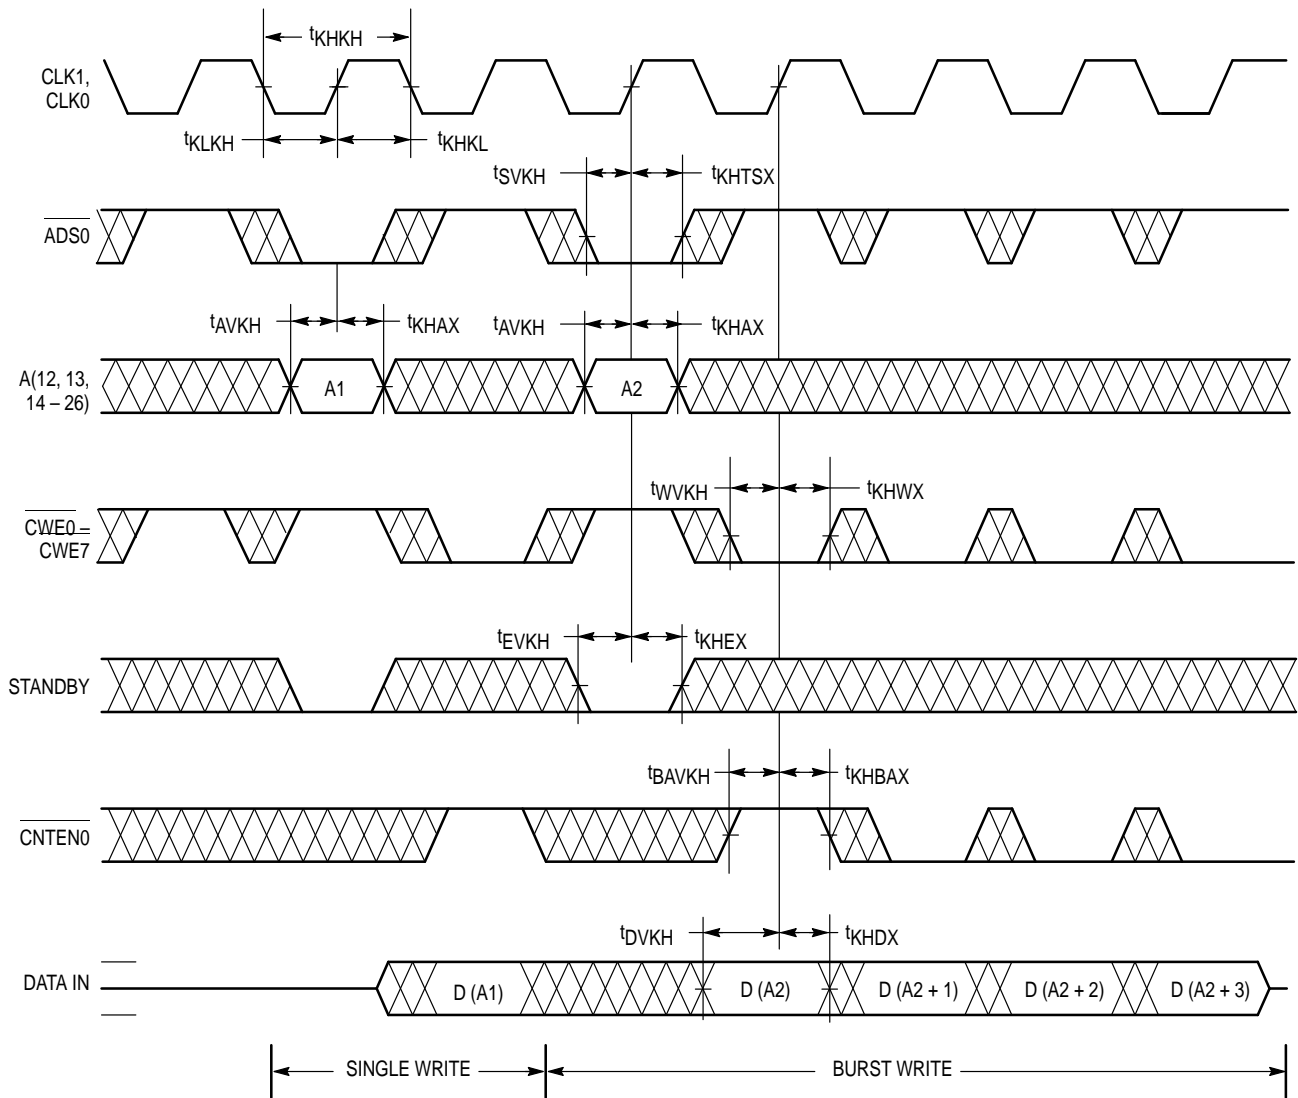 tKHKH
CLK1,
CLK0
tKLKH
tKHKL
tSVKH
tKHTSX
ADS0
tAVKH
tKHAX
tAVKH
tKHAX
A(12, 13,
14 – 26)
A1
A2
tWVKH
tKHWX
CWE0 –
CWE7
tEVKH
tKHEX
STANDBY
tBAVKH
tKHBAX
CNTEN0
tDVKH
tKHDX
DATA IN
D (A1)
D (A2)
D (A2 + 1)
D (A2 + 2)
D (A2 + 3)
SINGLE WRITE
BURST WRITE